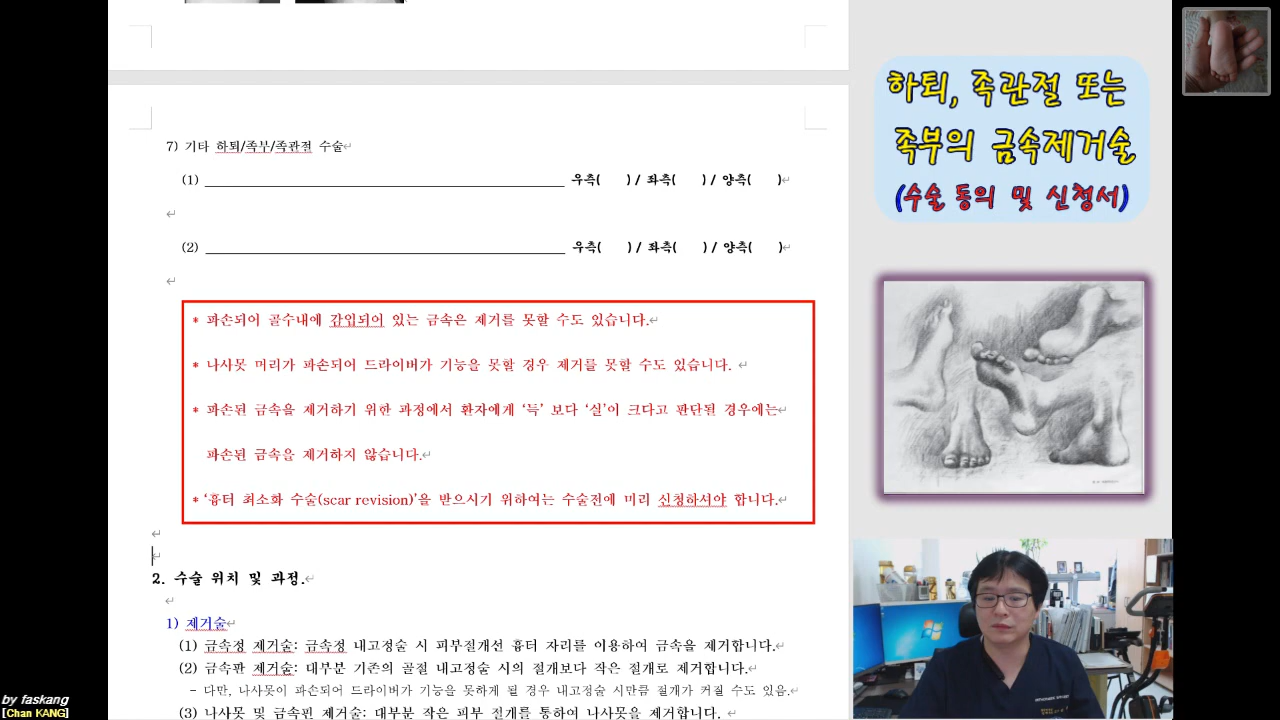 7) 기타 하퇴/족부/족관절 수술
(1) 우측( ) / 좌측( ) / 양측( )
(2) 우측( ) / 좌측( ) / 양측( )
* 파손되어 골수내에 감입되어 있는 금속은 제거를 못할 수도 있습니다.
* 나사못 머리가 파손되어 드라이버가 기능을 못할 경우 제거를 못할 수도 있습니다.
* 파손된 금속을 제거하기 위한 과정에서 환자에게 ‘득’ 보다 ‘실’이 크다고 판단될 경우에는
파손된 금속을 제거하지 않습니다.
* ‘흉터 최소화 수술(scar revision)’을 받으시기 위하여는 수술전에 미리 신청하셔야 합니다.
2. 수술 위치 및 과정.
1) 제거술
(1) 금속정 제거술: 금속정 내고정술 시 피부절개선 흉터 자리를 이용하여 금속을 제거합니다.
(2) 금속판 제거술: 대부분 기존의 골절 내고정술 시의 절개보다 작은 절개로 제거합니다.
- 다만, 나사못이 파손되어 드라이버가 기능을 못하게 될 경우 내고정술 시만큼 절개가 커질 수도 있음.
(3) 나사못 및 금속핀 제거술: 대부분 작은 피부 절개를 통하여 나사못을 제거합니다.
하퇴, 족관절 또는
족부의 금속제거술
(수술 동의 및 신청서)
by faskang
[Chan KANG]